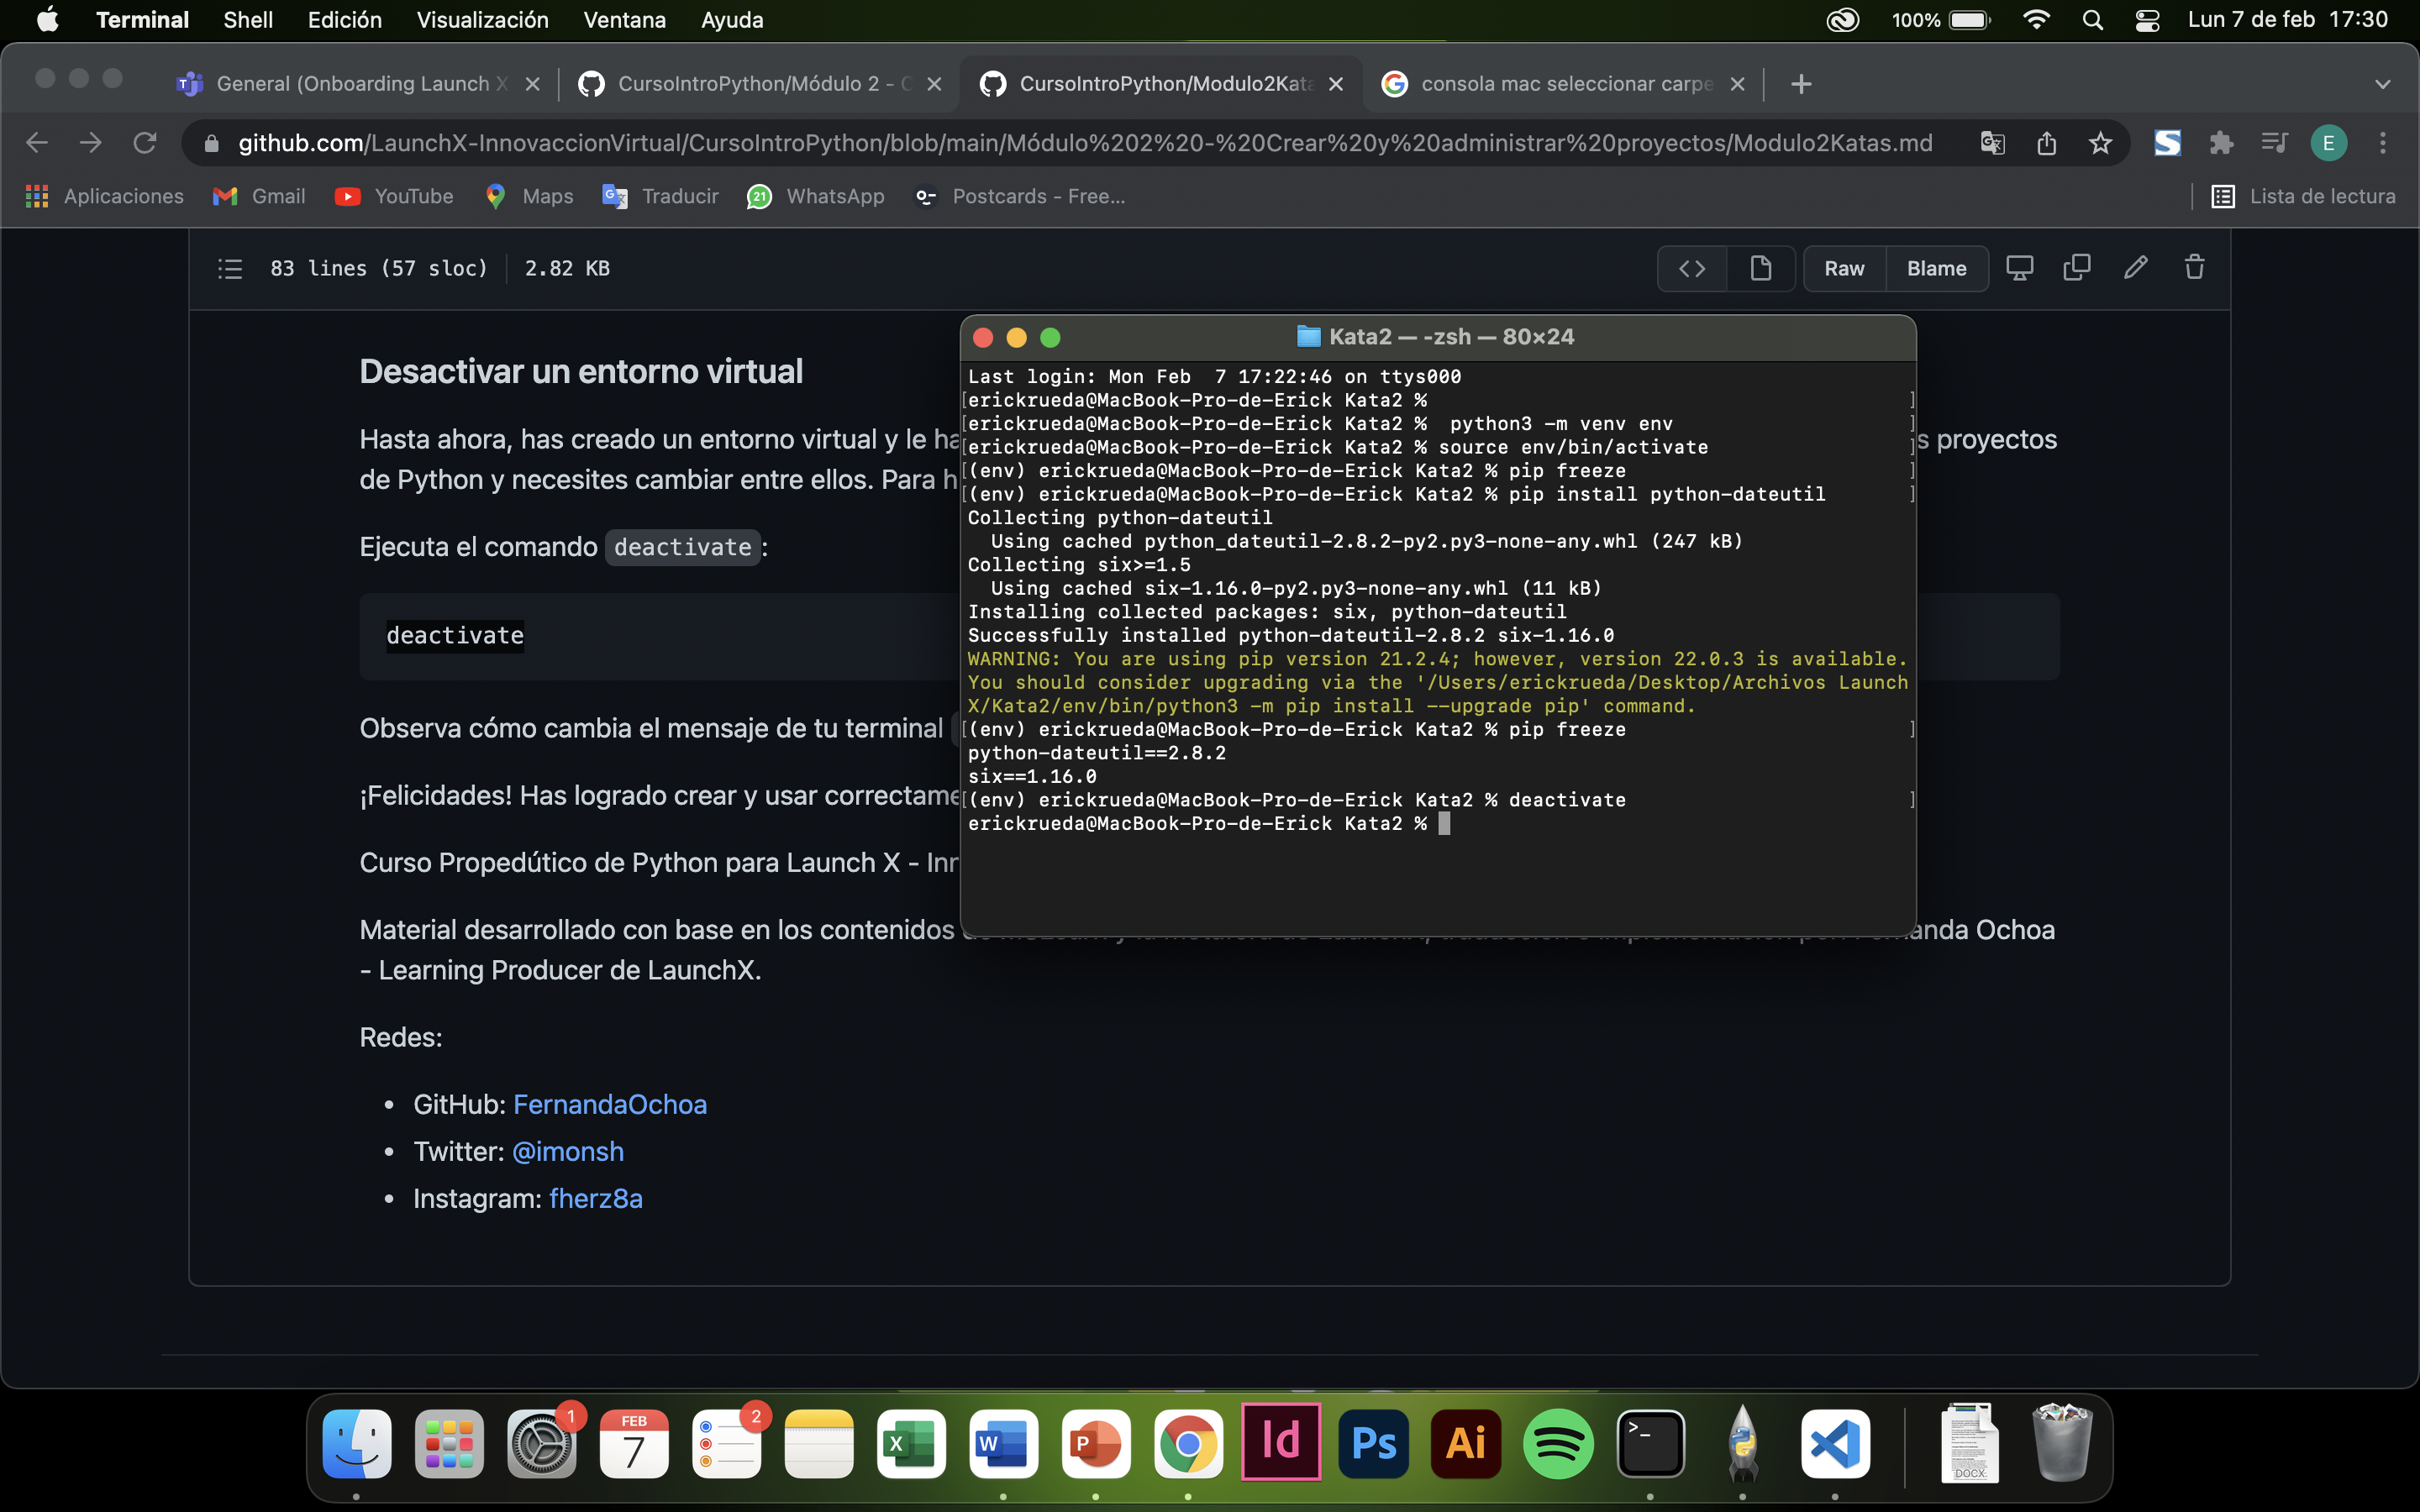 Terminal Shell Edición Visualización Ventana Ayuda 100% Lun 7 de feb 17:30
General (Onboarding Launch X
CursoIntroPython/Módulo 2 - C
CursoIntroPython/Modulo2Kata
consola mac seleccionar carpe
github.com/LaunchX-InnovaccionVirtual/CursoIntroPython/blob/main/Módulo%202%20-%20Crear%20y%20administrar%20proyectos/Modulo2Katas.md
E
Aplicaciones Gmail YouTube Maps Traducir 21 WhatsApp Postcards - Free... Lista de lectura
83 lines (57 sloc) 2.82 KB
Raw Blame
Desactivar un entorno virtual
Hasta ahora, has creado un entorno virtual y le ha
s proyectos
de Python y necesites cambiar entre ellos. Para h
Ejecuta el comando deactivate:
deactivate
Observa cómo cambia el mensaje de tu terminal
¡Felicidades! Has logrado crear y usar correctame
Curso Propedútico de Python para Launch X - Inn
Material desarrollado con base en los contenidos
anda Ochoa
- Learning Producer de LaunchX.
Redes:
• GitHub: FernandaOchoa
• Twitter: @imonsh
• Instagram: fherz8a
Kata2 — -zsh — 80×24
Last login: Mon Feb  7 17:22:46 on ttys000
[erickrueda@MacBook-Pro-de-Erick Kata2 % ]
[erickrueda@MacBook-Pro-de-Erick Kata2 %  python3 -m venv env ]
[erickrueda@MacBook-Pro-de-Erick Kata2 % source env/bin/activate ]
[(env) erickrueda@MacBook-Pro-de-Erick Kata2 % pip freeze ]
[(env) erickrueda@MacBook-Pro-de-Erick Kata2 % pip install python-dateutil ]
Collecting python-dateutil
  Using cached python_dateutil-2.8.2-py2.py3-none-any.whl (247 kB)
Collecting six>=1.5
  Using cached six-1.16.0-py2.py3-none-any.whl (11 kB)
Installing collected packages: six, python-dateutil
Successfully installed python-dateutil-2.8.2 six-1.16.0
WARNING: You are using pip version 21.2.4; however, version 22.0.3 is available.
You should consider upgrading via the '/Users/erickrueda/Desktop/Archivos Launch
X/Kata2/env/bin/python3 -m pip install --upgrade pip' command.
[(env) erickrueda@MacBook-Pro-de-Erick Kata2 % pip freeze ]
python-dateutil==2.8.2
six==1.16.0
[(env) erickrueda@MacBook-Pro-de-Erick Kata2 % deactivate ]
erickrueda@MacBook-Pro-de-Erick Kata2 %
1 FEB 7 2 X W P Id Ps Ai >_ DOCX